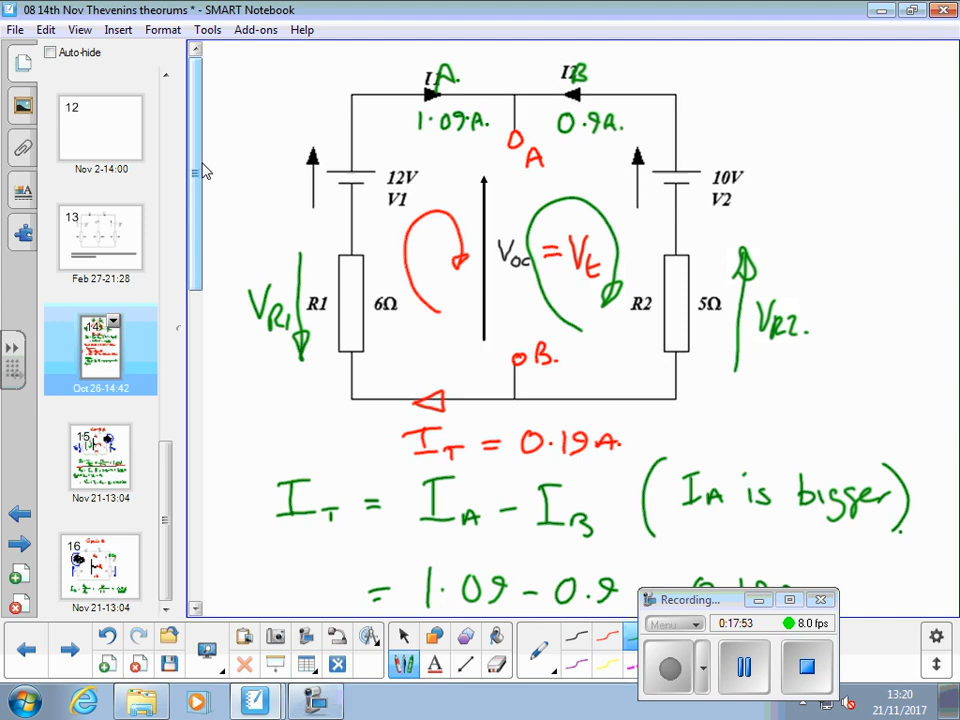 08 14th Nov Thevenins theorums * - SMART Notebook
File Edit View Insert Format Tools Add-ons Help
Auto-hide
12
Nov 2-14:00
13
Feb 27-21:28
14
Oct 26-14:42
15
Nov 21-13:04
16
Nov 21-13:04
A.
B
1.09A.
0.9A.
A
12V
V1
10V
V2
Voc = Vt
VR1
R1
6Ω
R2
5Ω
VR2.
B.
IT = 0.19A.
IT = IA - IB (IA is bigger)
= 1.09 - 0.9
Recording...
Menu
0:17:53
8.0 fps
13:20
21/11/2017